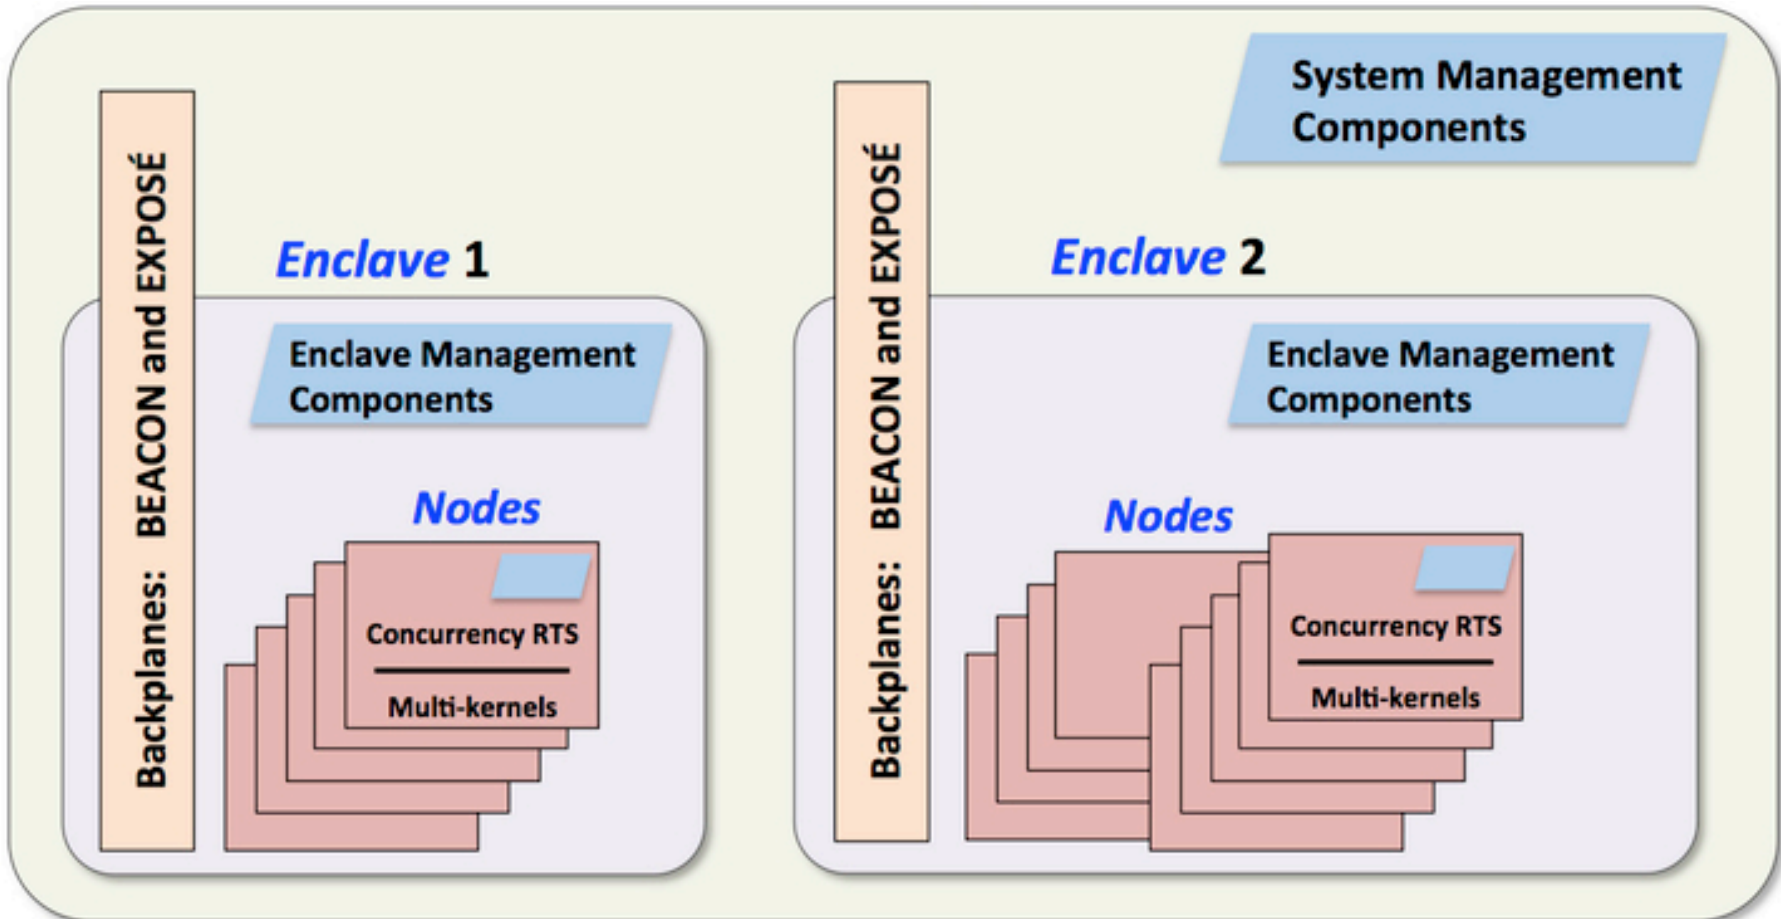 System Management
Components
Backplanes: BEACON and EXPOSÉ
Enclave 1
Enclave Management
Components
Nodes
Concurrency RTS
Multi-kernels
Backplanes: BEACON and EXPOSÉ
Enclave 2
Enclave Management
Components
Nodes
Concurrency RTS
Multi-kernels